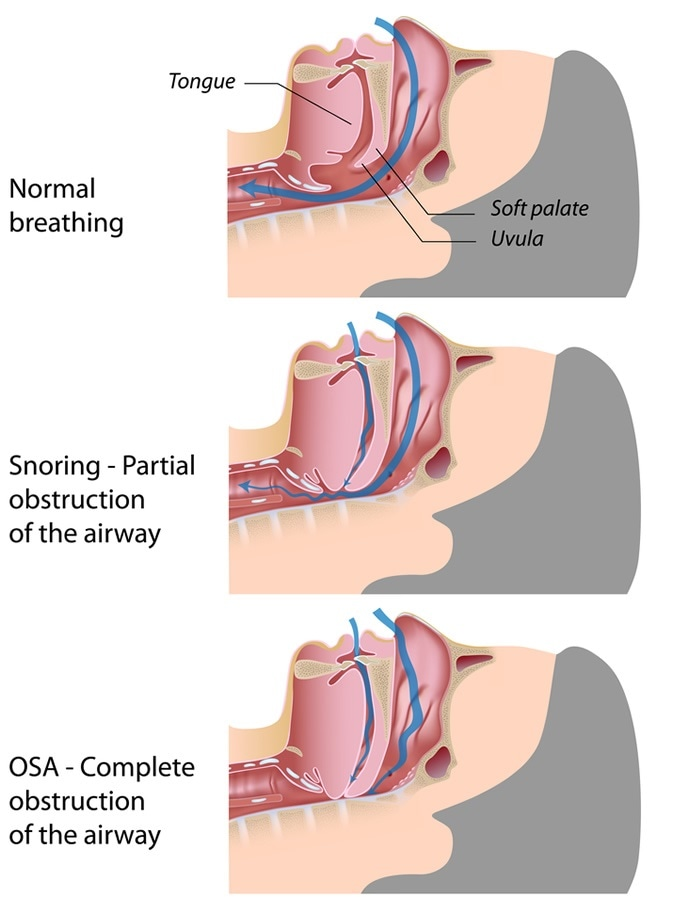 Tongue
Normal
breathing
Soft palate
Uvula
Snoring - Partial
obstruction
of the airway
OSA - Complete
obstruction
of the airway